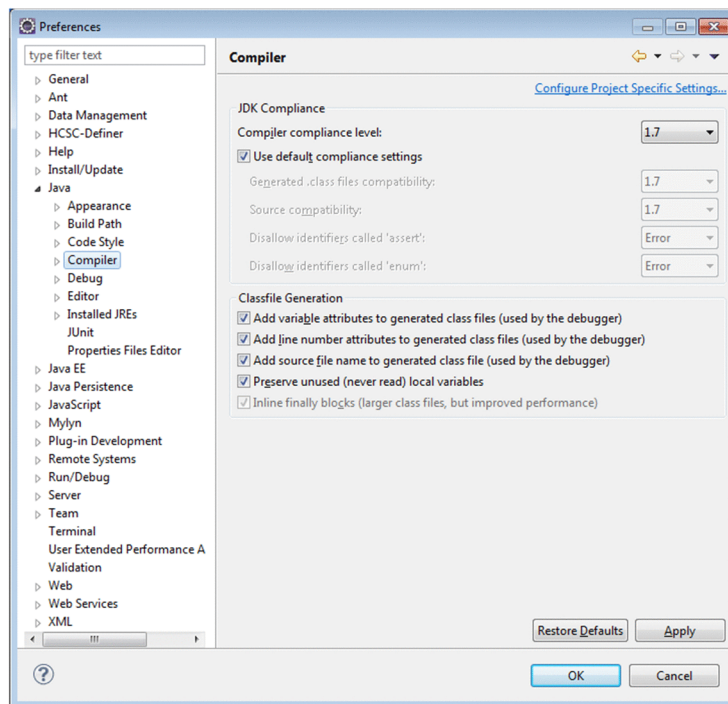 Preferences
type filter text
General
Ant
Data Management
HCSC-Definer
Help
Install/Update
Java
Appearance
Build Path
Code Style
Compiler
Debug
Editor
Installed JREs
JUnit
Properties Files Editor
Java EE
Java Persistence
JavaScript
Mylyn
Plug-in Development
Remote Systems
Run/Debug
Server
Team
Terminal
User Extended Performance A
Validation
Web
Web Services
XML
Compiler
Configure Project Specific Settings...
JDK Compliance
Compiler compliance level: 1.7
Use default compliance settings
Generated .class files compatibility: 1.7
Source compatibility: 1.7
Disallow identifiers called 'assert': Error
Disallow identifiers called 'enum': Error
Classfile Generation
Add variable attributes to generated class files (used by the debugger)
Add line number attributes to generated class files (used by the debugger)
Add source file name to generated class file (used by the debugger)
Preserve unused (never read) local variables
Inline finally blocks (larger class files, but improved performance)
Restore Defaults Apply
OK Cancel